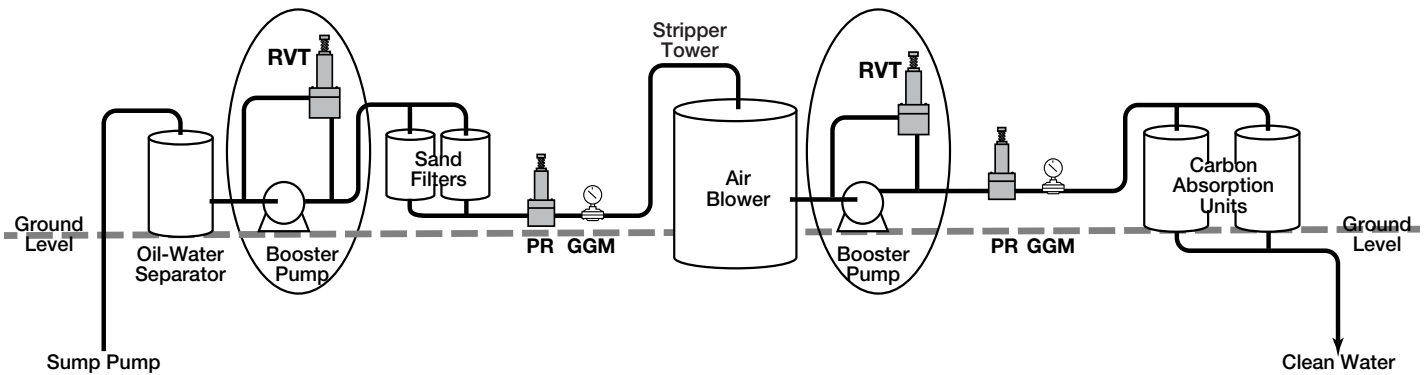 Stripper
Tower
RVT
RVT
Sand
Filters
Air
Blower
Carbon
Absorption
Units
Ground
Level
Ground
Level
Oil-Water
Separator
Booster
Pump
PR GGM
Booster
Pump
PR GGM
Sump Pump
Clean Water